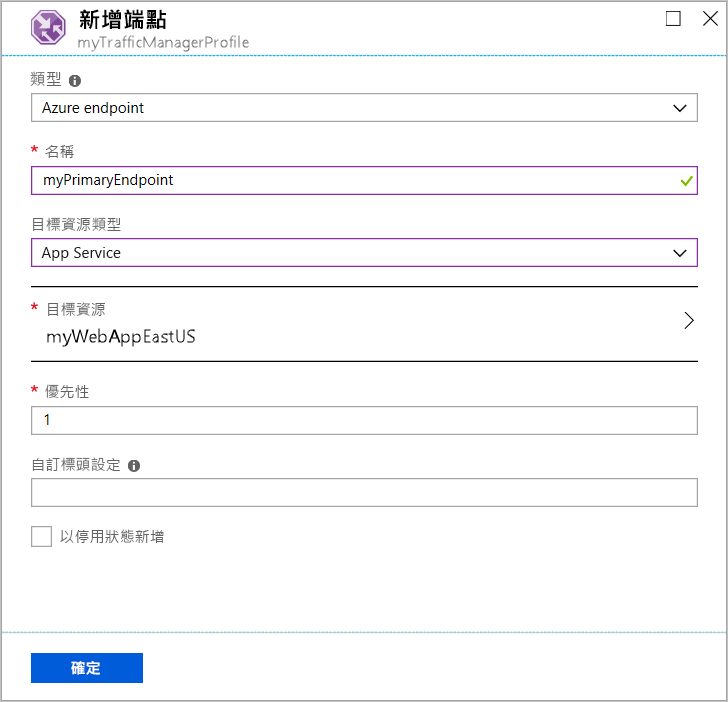 新增端點
myTrafficManagerProfile
類型
Azure endpoint
* 名稱
myPrimaryEndpoint
目標資源類型
App Service
* 目標資源
myWebAppEastUS
* 優先性
1
自訂標頭設定
以停用狀態新增
確定